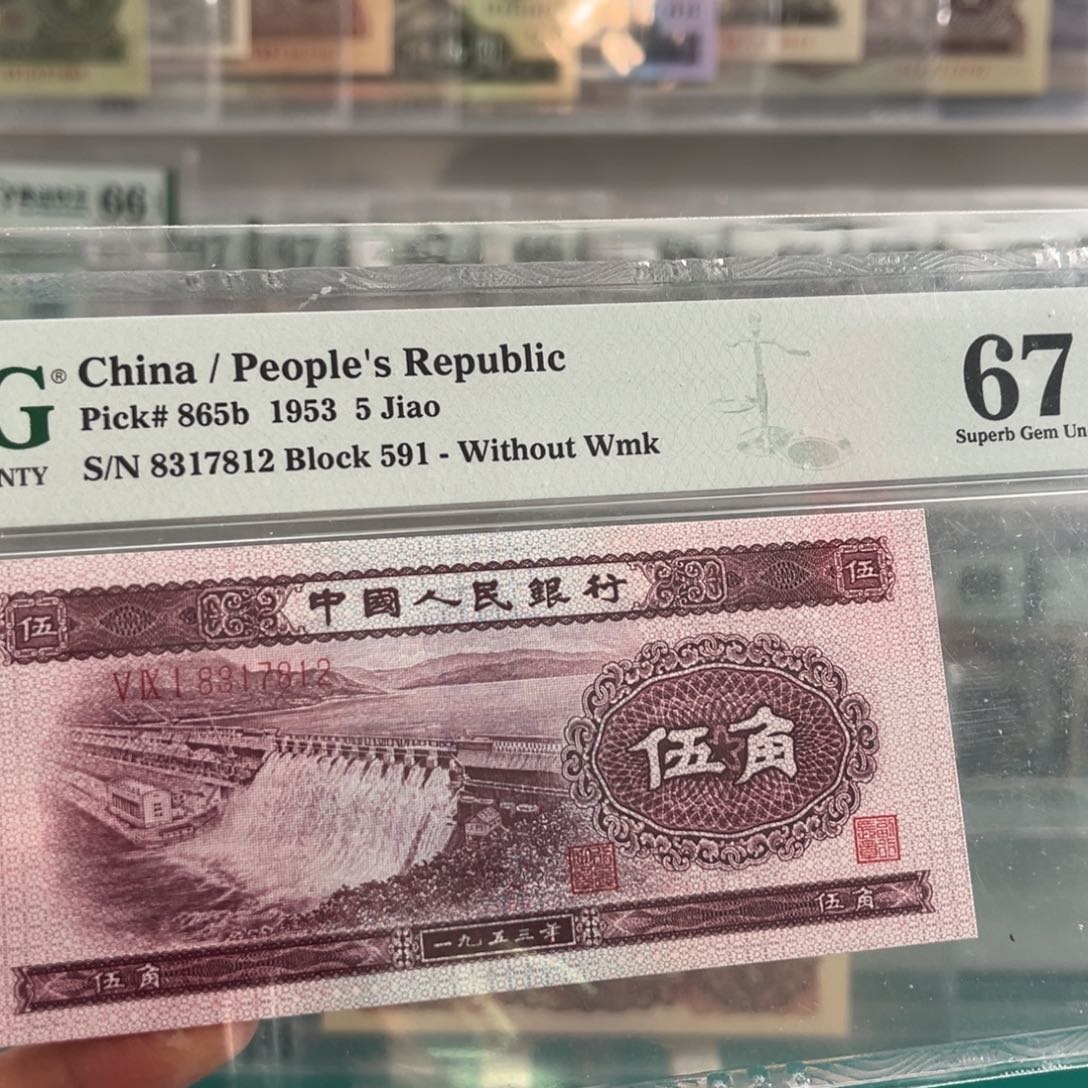 66
G® China / People's Republic
67
Pick# 865b 1953 5 Jiao
Superb Gem Un
NTY
S/N 8317812 Block 591 - Without Wmk
伍
中國人民銀行
伍
V IX I 8317812
伍角
伍角
一九五三年
伍角